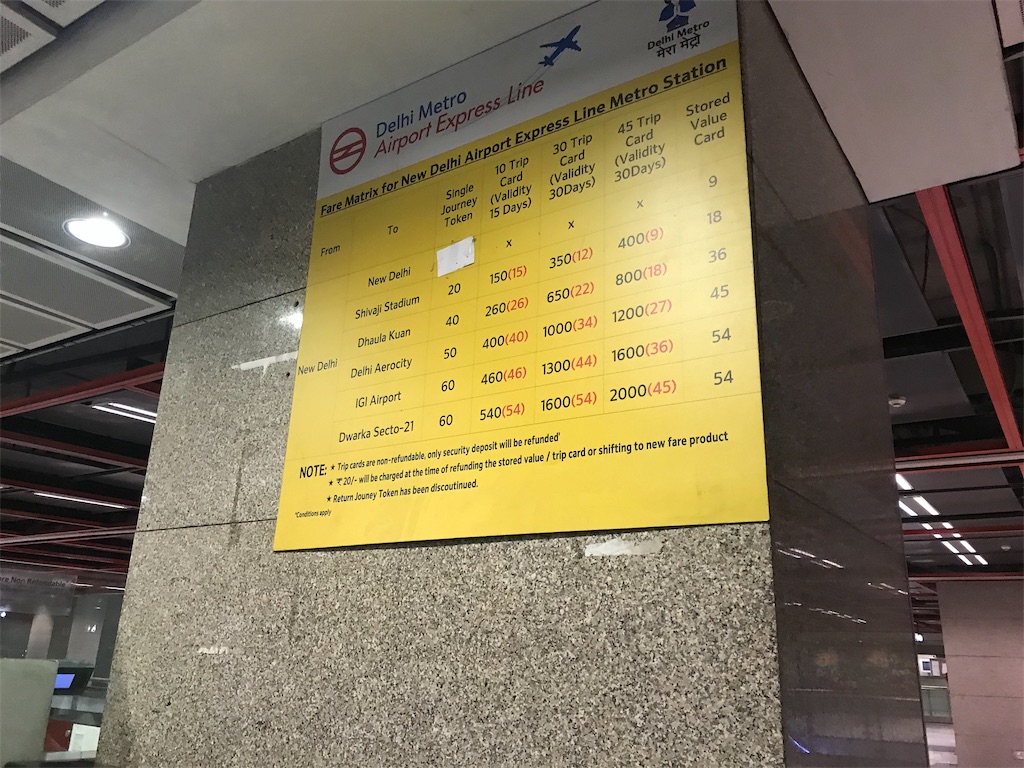 Delhi Metro
Airport Express Line
Delhi Metro
मेरा मेट्रो
Fare Matrix for New Delhi Airport Express Line Metro Station
From To Single Journey Token 10 Trip Card (Validity 15 Days) 30 Trip Card (Validity 30Days) 45 Trip Card (Validity 30Days) Stored Value Card
New Delhi
New Delhi x x x 9
Shivaji Stadium 20 150(15) 350(12) 400(9) 18
Dhaula Kuan 40 260(26) 650(22) 800(18) 36
Delhi Aerocity 50 400(40) 1000(34) 1200(27) 45
IGI Airport 60 460(46) 1300(44) 1600(36) 54
Dwarka Secto-21 60 540(54) 1600(54) 2000(45) 54
NOTE: ★ Trip cards are non-refundable, only security deposit will be refunded'
★ ₹ 20/- will be charged at the time of refunding the stored value / trip card or shifting to new fare product
★ Return Jouney Token has been discoutinued.
*Conditions apply
are Non Refundable